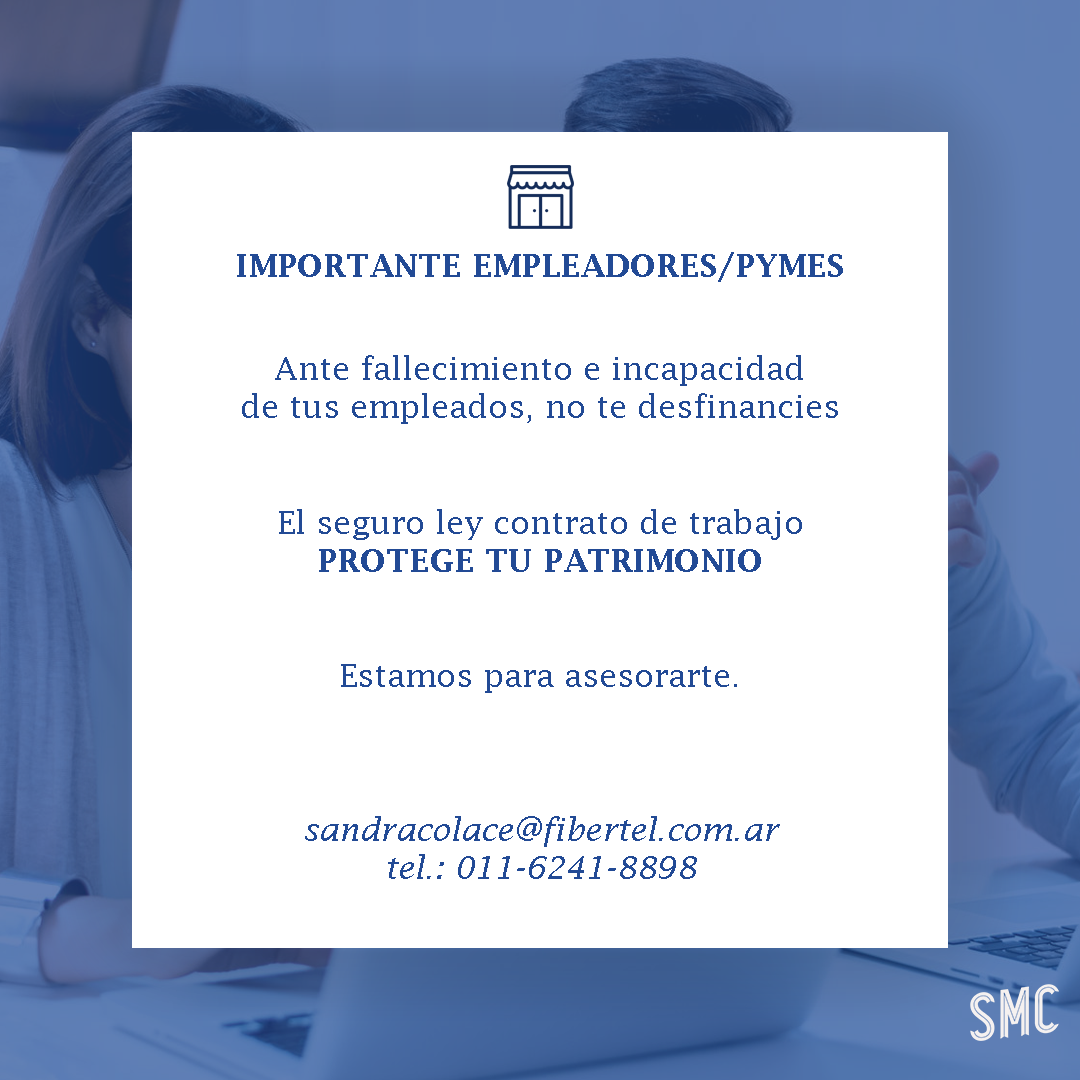 IMPORTANTE EMPLEADORES/PYMES
Ante fallecimiento e incapacidad
de tus empleados, no te desfinancies
El seguro ley contrato de trabajo
PROTEGE TU PATRIMONIO
Estamos para asesorarte.
sandracolace@fibertel.com.ar
tel.: 011-6241-8898
SMC